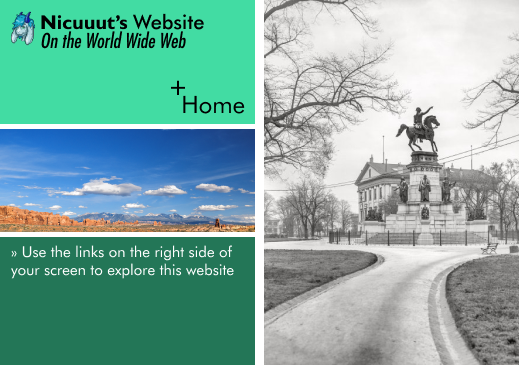 Nicuuut's Website
On the World Wide Web
+
Home
» Use the links on the right side of
your screen to explore this website